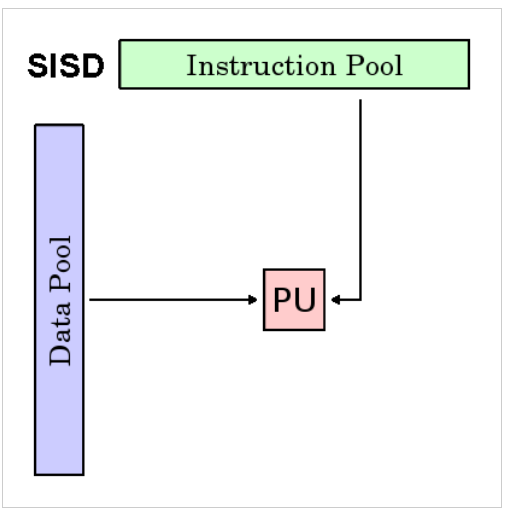 SISD
Instruction Pool
Data Pool
PU